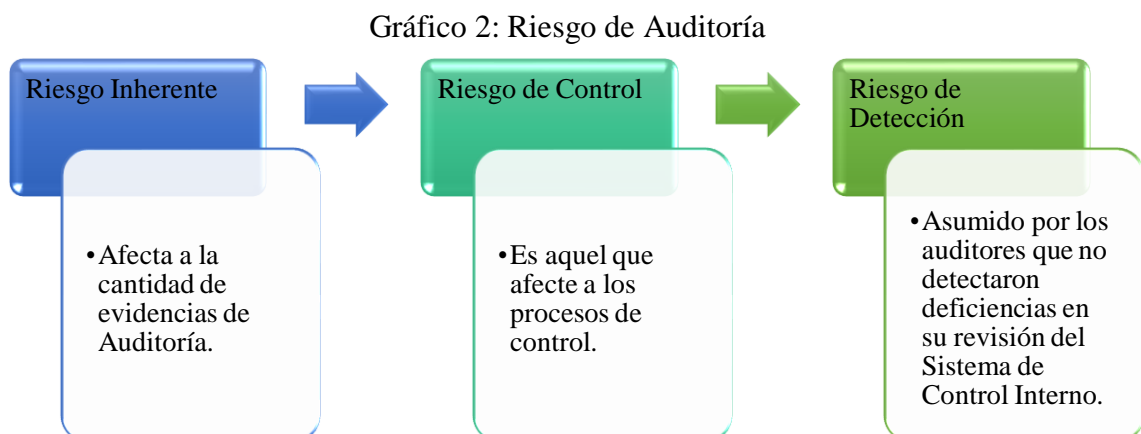 Gráfico 2: Riesgo de Auditoría
Riesgo Inherente
•Afecta a la
cantidad de
evidencias de
Auditoría.
Riesgo de Control
•Es aquel que
afecte a los
procesos de
control.
Riesgo de
Detección
•Asumido por los
auditores que no
detectaron
deficiencias en
su revisión del
Sistema de
Control Interno.